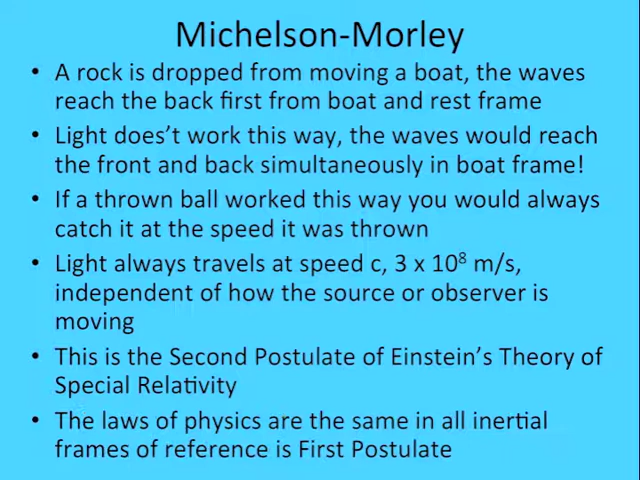 Michelson-Morley
• A rock is dropped from moving a boat, the waves
reach the back first from boat and rest frame
• Light does't work this way, the waves would reach
the front and back simultaneously in boat frame!
• If a thrown ball worked this way you would always
catch it at the speed it was thrown
• Light always travels at speed c, 3 x 10⁸ m/s,
independent of how the source or observer is
moving
• This is the Second Postulate of Einstein's Theory of
Special Relativity
• The laws of physics are the same in all inertial
frames of reference is First Postulate